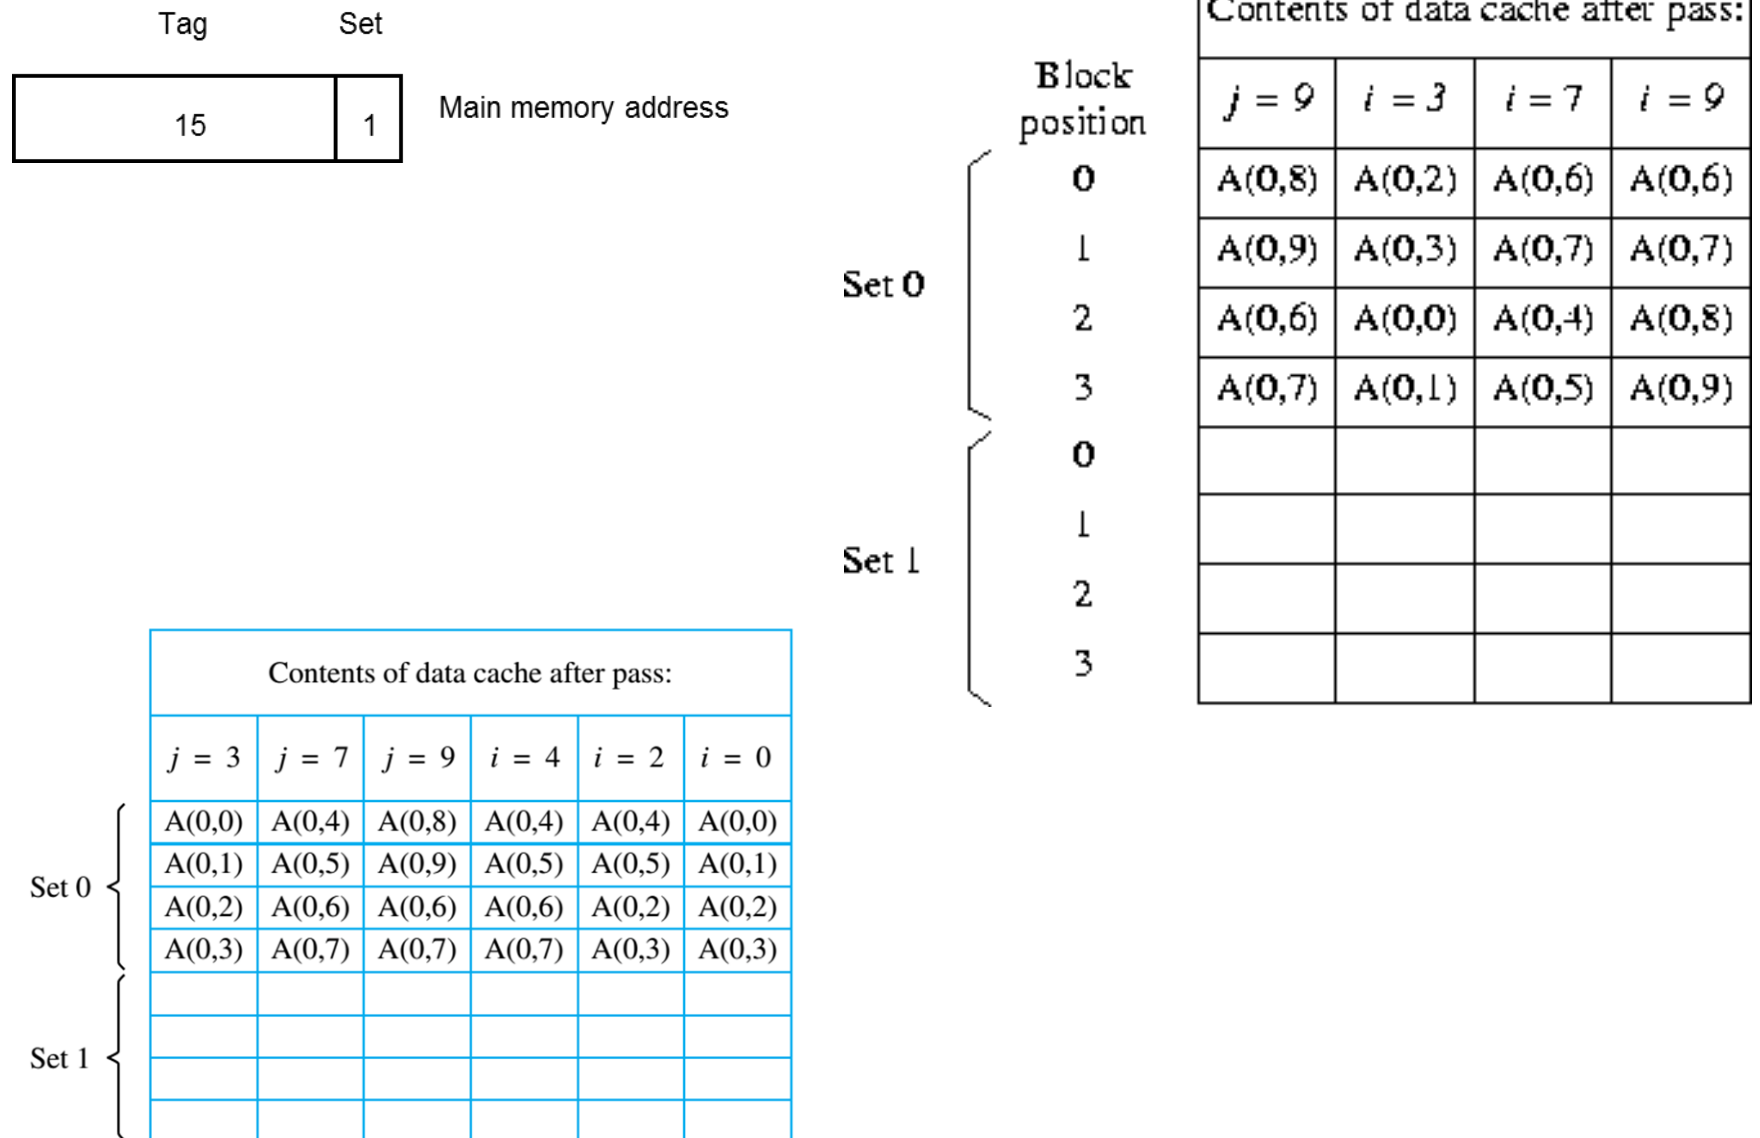 Tag Set
15 1
Main memory address
Contents of data cache after pass:
Block
position
j = 9 i = 3 i = 7 i = 9
0 A(0,8) A(0,2) A(0,6) A(0,6)
1 A(0,9) A(0,3) A(0,7) A(0,7)
Set 0
2 A(0,6) A(0,0) A(0,4) A(0,8)
3 A(0,7) A(0,1) A(0,5) A(0,9)
0
1
Set 1
2
3
Contents of data cache after pass:
j = 3 j = 7 j = 9 i = 4 i = 2 i = 0
A(0,0) A(0,4) A(0,8) A(0,4) A(0,4) A(0,0)
A(0,1) A(0,5) A(0,9) A(0,5) A(0,5) A(0,1)
Set 0
A(0,2) A(0,6) A(0,6) A(0,6) A(0,2) A(0,2)
A(0,3) A(0,7) A(0,7) A(0,7) A(0,3) A(0,3)
Set 1